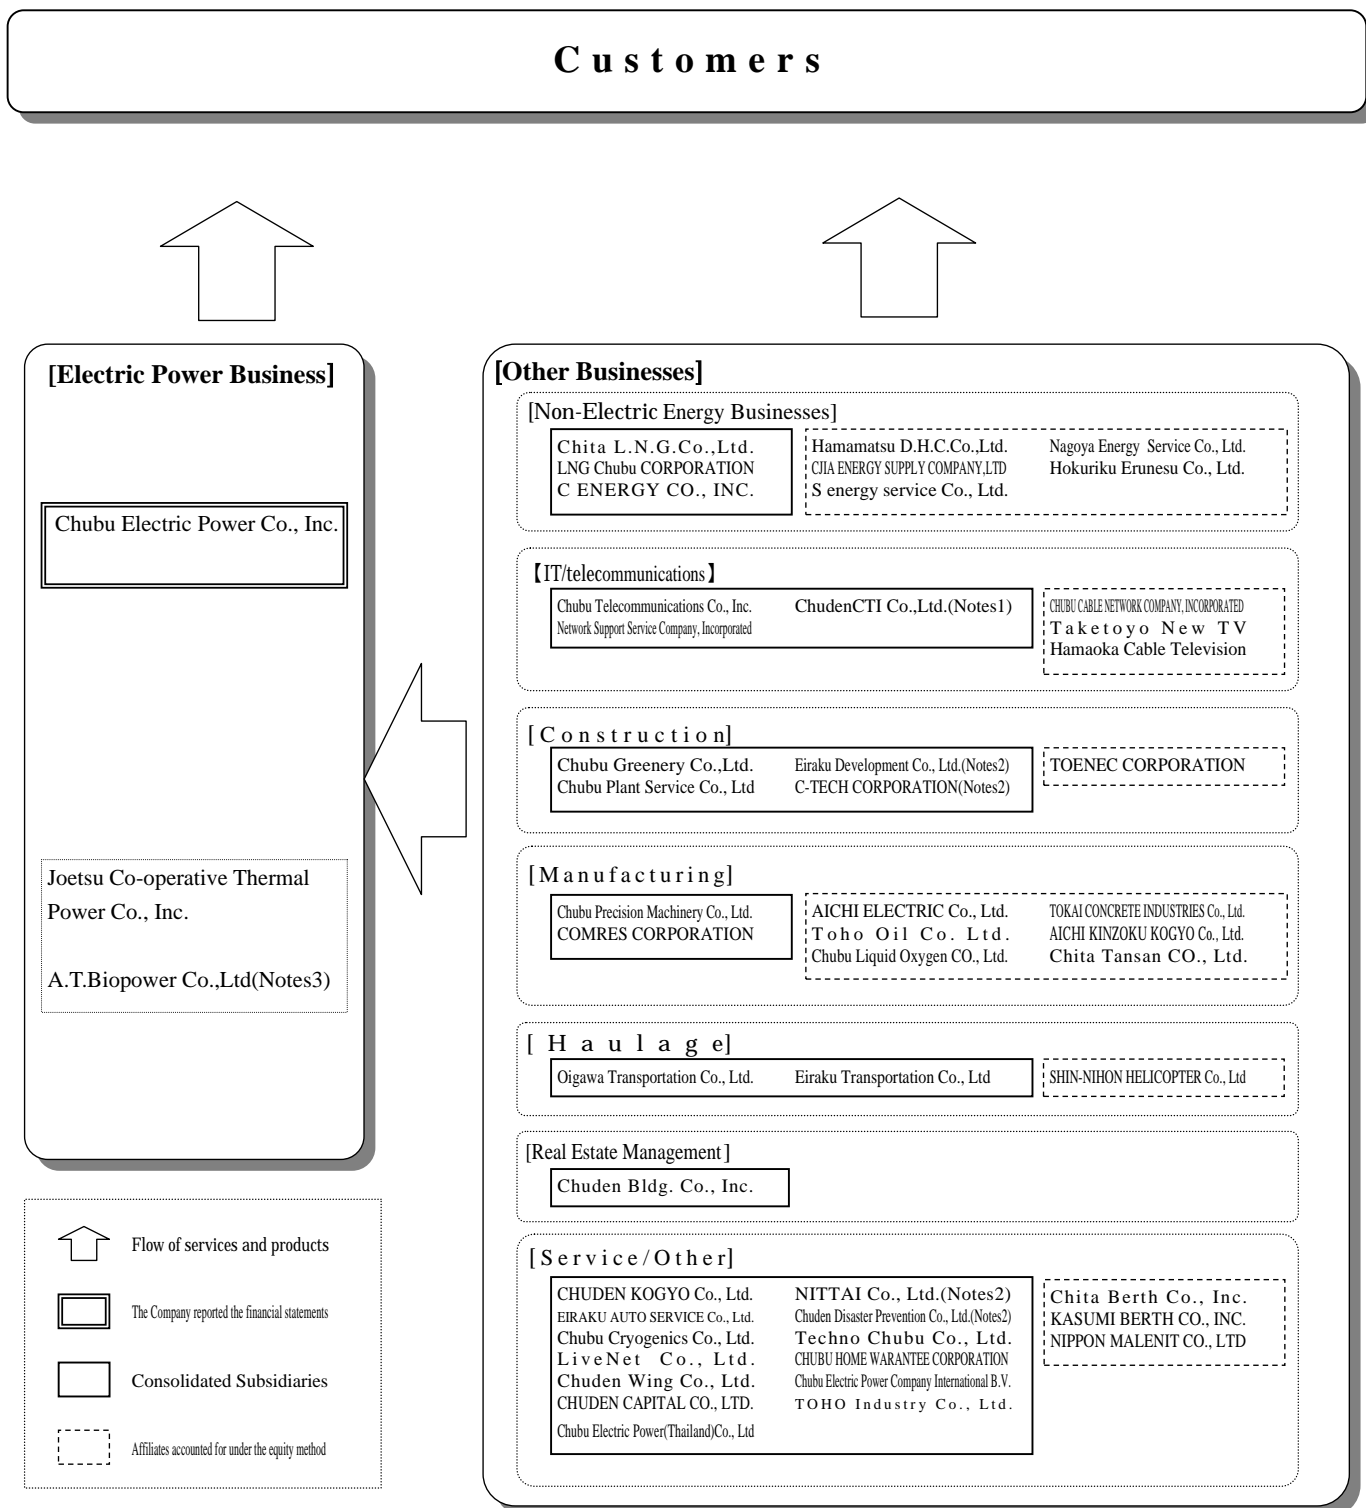 Customers
[Electric Power Business]
Chubu Electric Power Co., Inc.
Joetsu Co-operative Thermal
Power Co., Inc.
A.T.Biopower Co.,Ltd(Notes3)
[Other Businesses]
[Non-Electric Energy Businesses]
Chita L.N.G.Co.,Ltd.
LNG Chubu CORPORATION
C ENERGY CO., INC.
Hamamatsu D.H.C.Co.,Ltd.
CJIA ENERGY SUPPLY COMPANY,LTD
S energy service Co., Ltd.
Nagoya Energy Service Co., Ltd.
Hokuriku Erunesu Co., Ltd.
【IT/telecommunications】
Chubu Telecommunications Co., Inc.
Network Support Service Company, Incorporated
ChudenCTI Co.,Ltd.(Notes1)
CHUBU CABLE NETWORK COMPANY, INCORPORATED
Taketoyo New TV
Hamaoka Cable Television
[Construction]
Chubu Greenery Co.,Ltd.
Chubu Plant Service Co., Ltd
Eiraku Development Co., Ltd.(Notes2)
C-TECH CORPORATION(Notes2)
TOENEC CORPORATION
[Manufacturing]
Chubu Precision Machinery Co., Ltd.
COMRES CORPORATION
AICHI ELECTRIC Co., Ltd.
Toho Oil Co. Ltd.
Chubu Liquid Oxygen CO., Ltd.
TOKAI CONCRETE INDUSTRIES Co., Ltd.
AICHI KINZOKU KOGYO Co., Ltd.
Chita Tansan CO., Ltd.
[Haulage]
Oigawa Transportation Co., Ltd.
Eiraku Transportation Co., Ltd
SHIN-NIHON HELICOPTER Co., Ltd
[Real Estate Management]
Chuden Bldg. Co., Inc.
[Service/Other]
CHUDEN KOGYO Co., Ltd.
EIRAKU AUTO SERVICE Co., Ltd.
Chubu Cryogenics Co., Ltd.
LiveNet Co., Ltd.
Chuden Wing Co., Ltd.
CHUDEN CAPITAL CO., LTD.
Chubu Electric Power(Thailand)Co., Ltd
NITTAI Co., Ltd.(Notes2)
Chuden Disaster Prevention Co., Ltd.(Notes2)
Techno Chubu Co., Ltd.
CHUBU HOME WARANTEE CORPORATION
Chubu Electric Power Company International B.V.
TOHO Industry Co., Ltd.
Chita Berth Co., Inc.
KASUMI BERTH CO., INC.
NIPPON MALENIT CO., LTD
Flow of services and products
The Company reported the financial statements
Consolidated Subsidiaries
Affiliates accounted for under the equity method